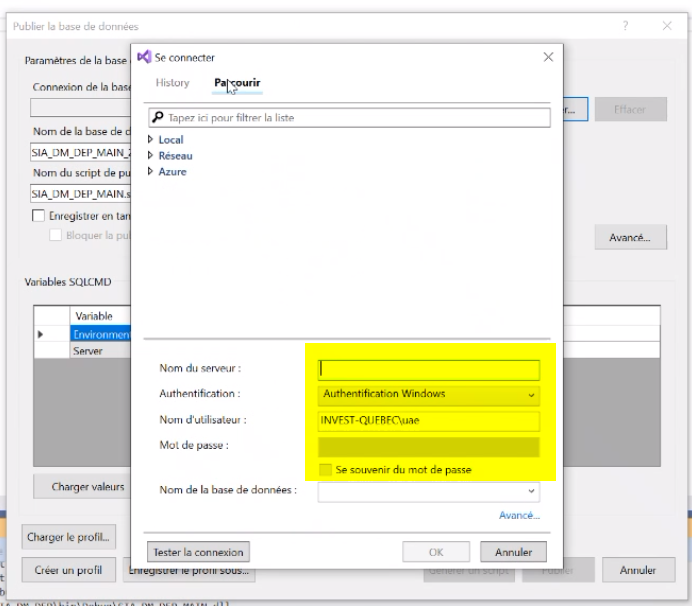 Publier la base de données ? ×
Paramètres de la base
Se connecter ×
History Parcourir
Connexion de la base
Tapez ici pour filtrer la liste
Effacer
Local
Réseau
Azure
Nom de la base de d
SIA_DM_DEP_MAIN_
Nom du script de pu
SIA_DM_DEP_MAIN.s
Enregistrer en tan
Bloquer la pu
Avancé...
Variables SQLCMD
Variable
Environment
Server
Nom du serveur :
Authentification : Authentification Windows
Nom d'utilisateur : INVEST-QUEBEC\uae
Mot de passe :
Se souvenir du mot de passe
Nom de la base de données :
Avancé...
Charger valeurs
Charger le profil...
Tester la connexion OK Annuler
Créer un profil Enregistrer le profil sous... Générer un script Publier Annuler